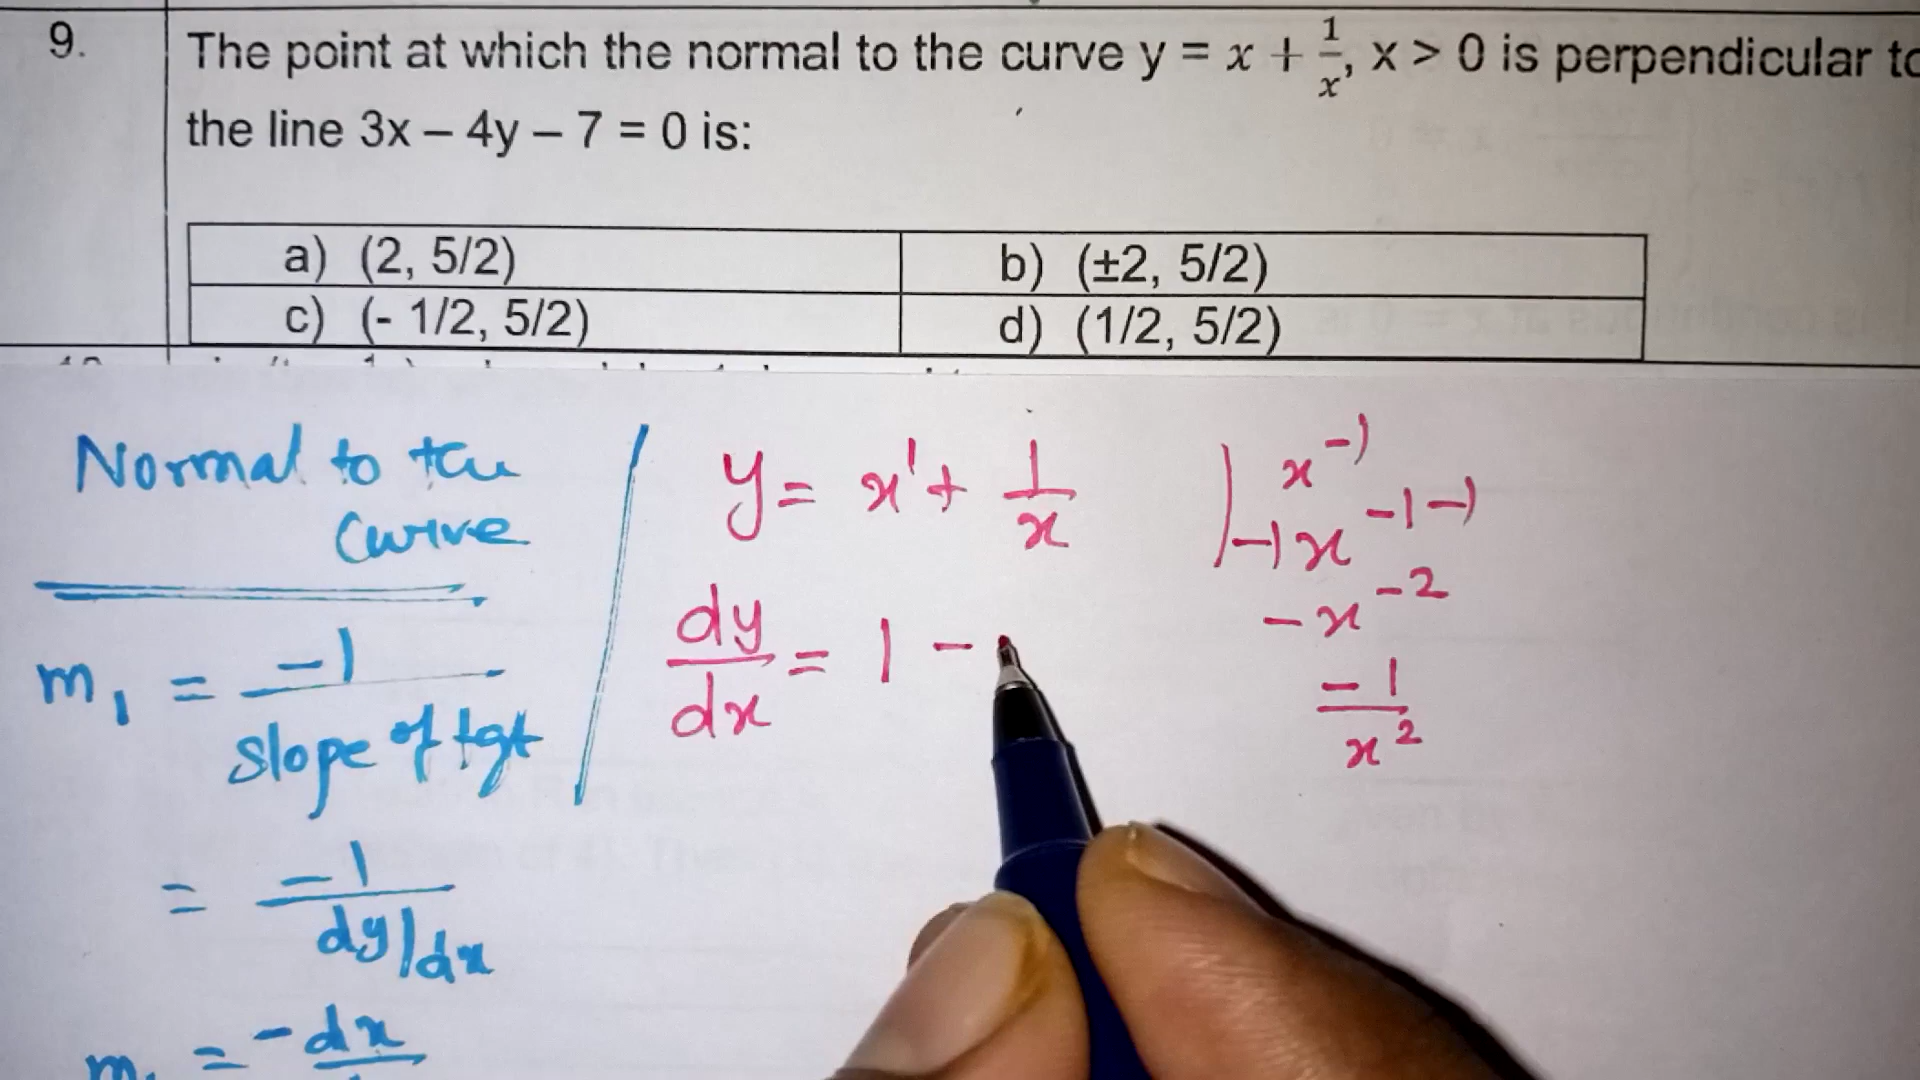 9.
The point at which the normal to the curve y = x + 1/x, x > 0 is perpendicular to
the line 3x – 4y – 7 = 0 is:
a) (2, 5/2)
b) (±2, 5/2)
c) (- 1/2, 5/2)
d) (1/2, 5/2)
Normal to the
Curve
m₁ = -1/slope of tgt
= -1/dy/dx
m₁ = -dx
y = x¹ + 1/x
dy/dx = 1 -
x⁻¹
-1x⁻¹⁻¹
-x⁻²
-1/x²